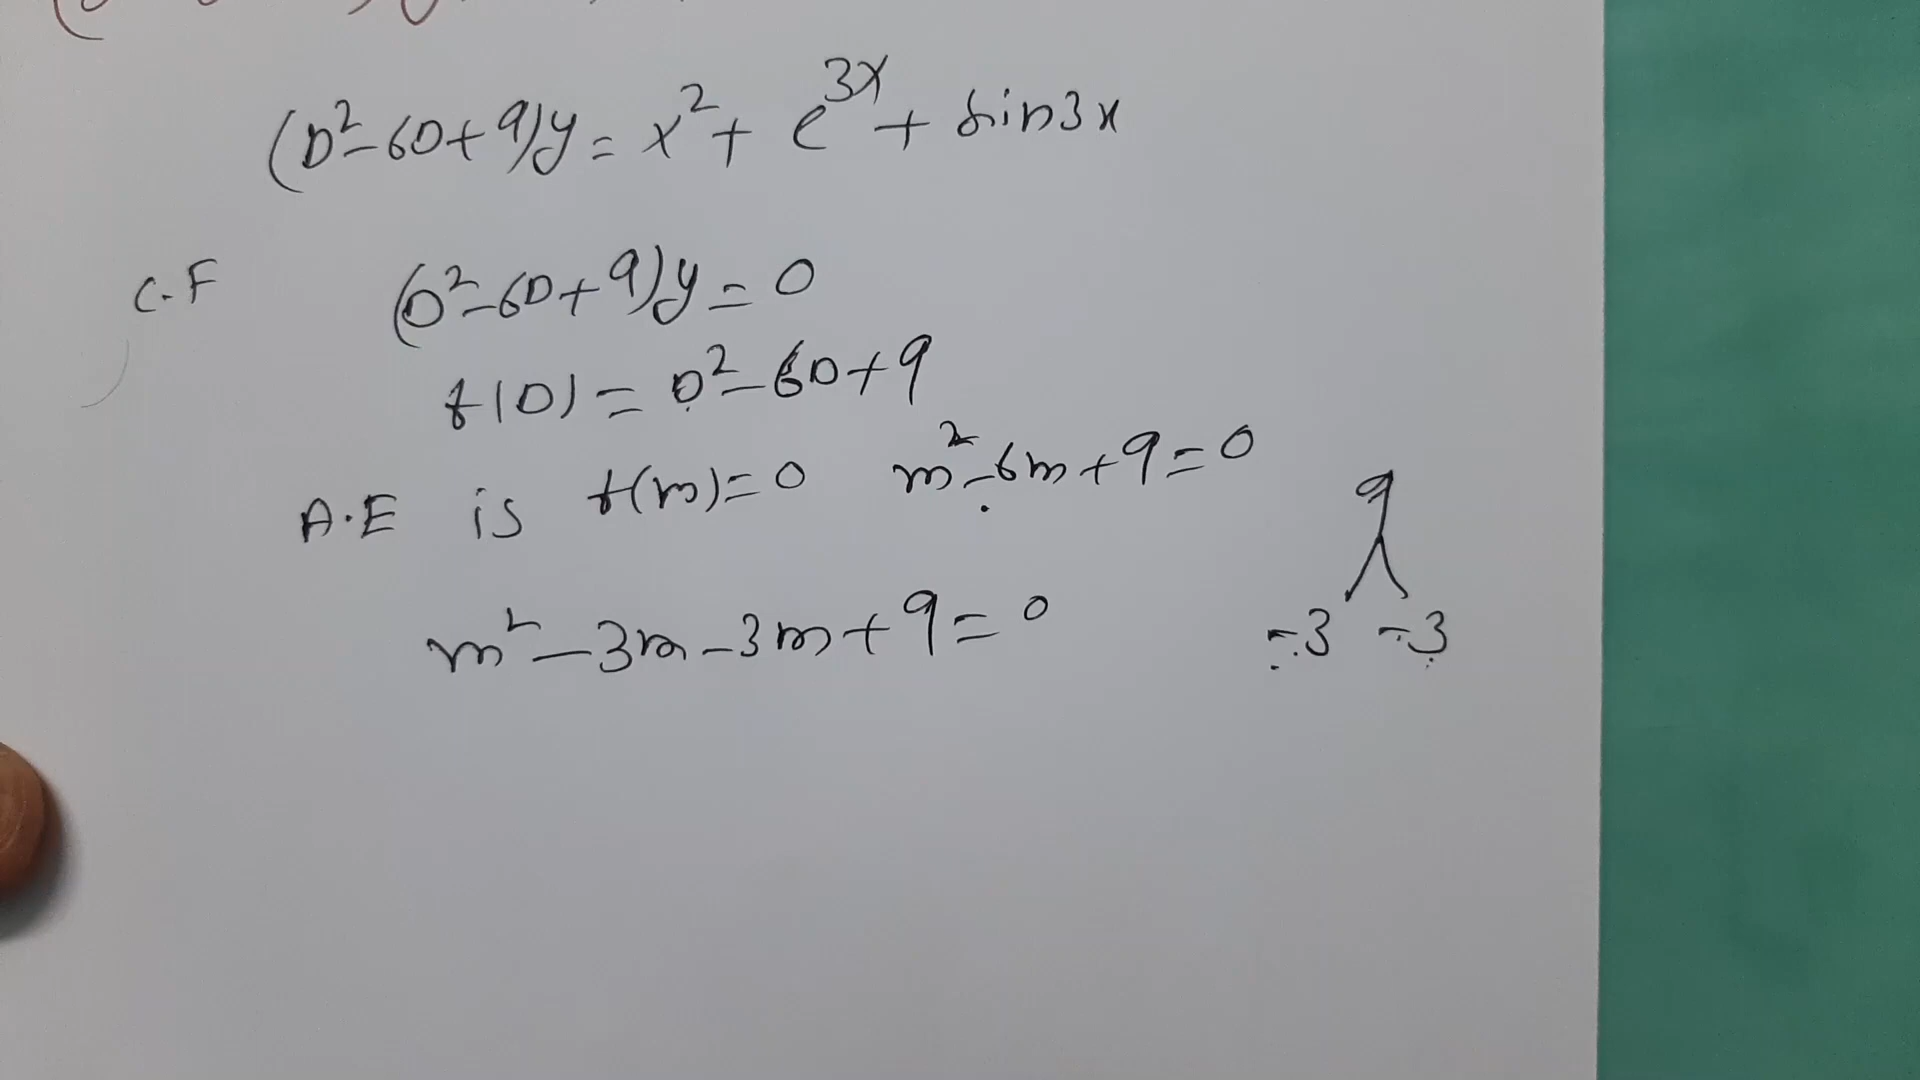 (D²-6D+9)y = x² + e^3x + sin3x
C.F (D²-6D+9)y = 0
f(D) = D²-6D+9
A.E is f(m)=0 m²-6m+9=0
9
m²-3m-3m+9=0 -3 -3